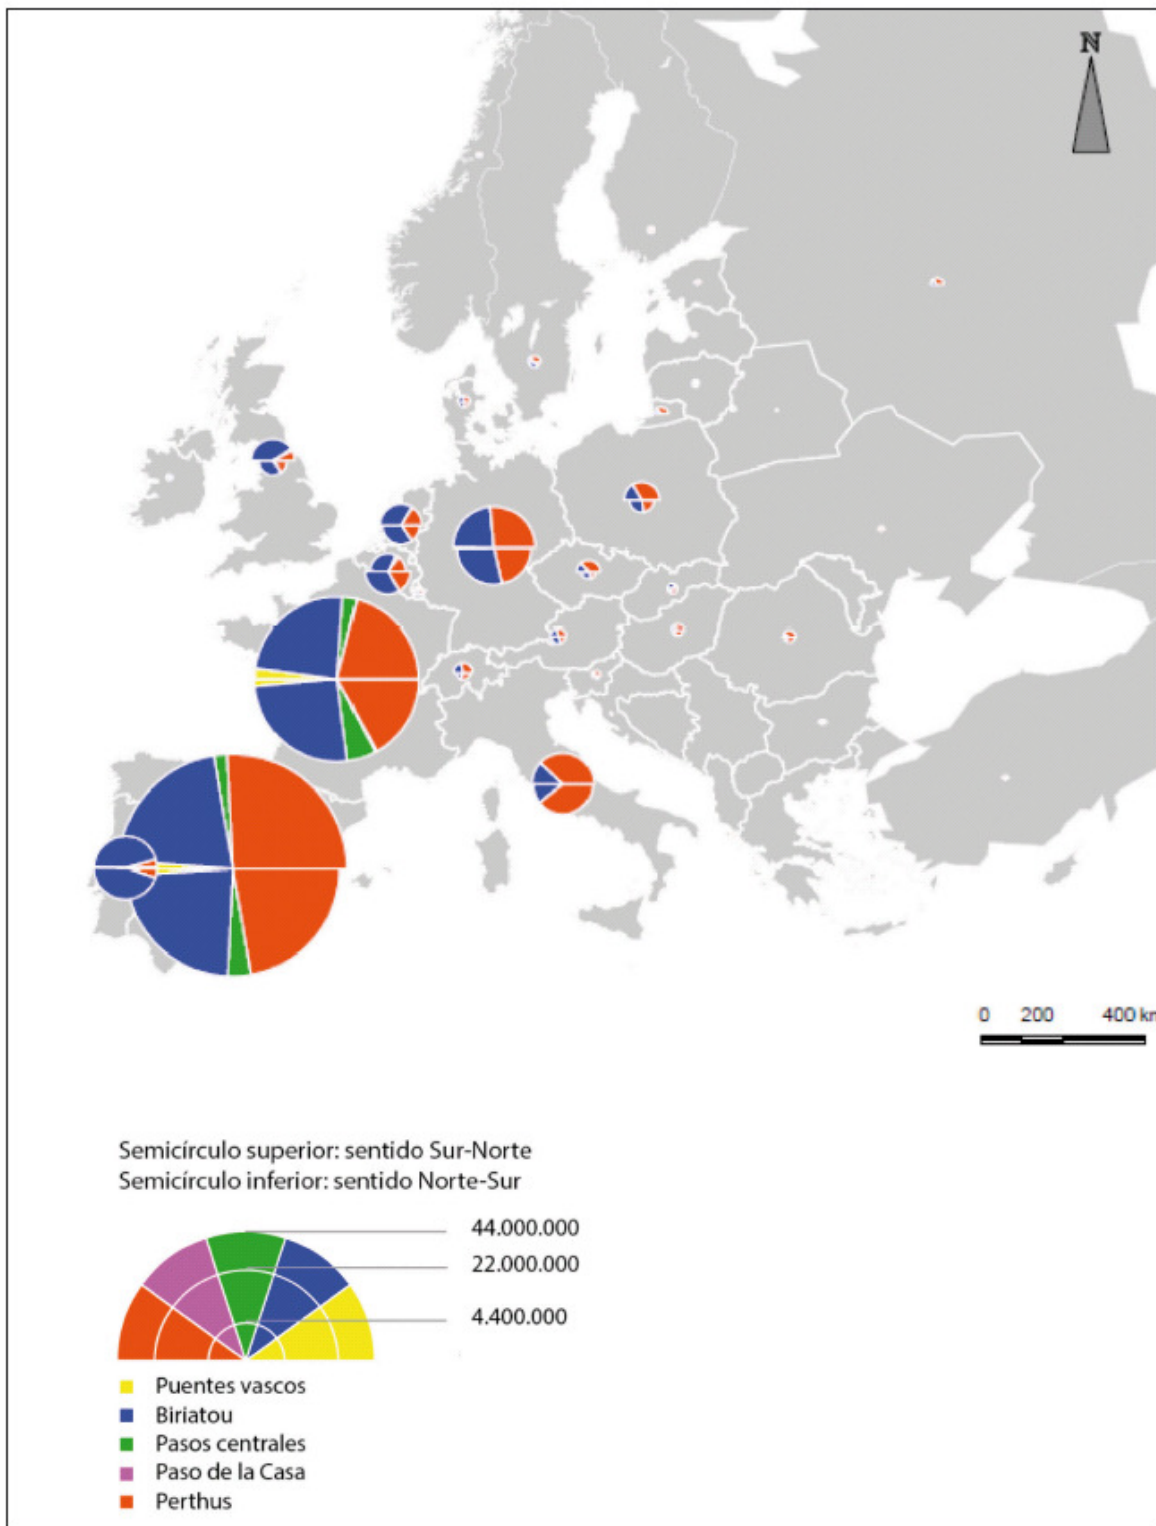 N
0 200 400 km
Semicírculo superior: sentido Sur-Norte
Semicírculo inferior: sentido Norte-Sur
44.000.000
22.000.000
4.400.000
Puentes vascos
Biriatou
Pasos centrales
Paso de la Casa
Perthus